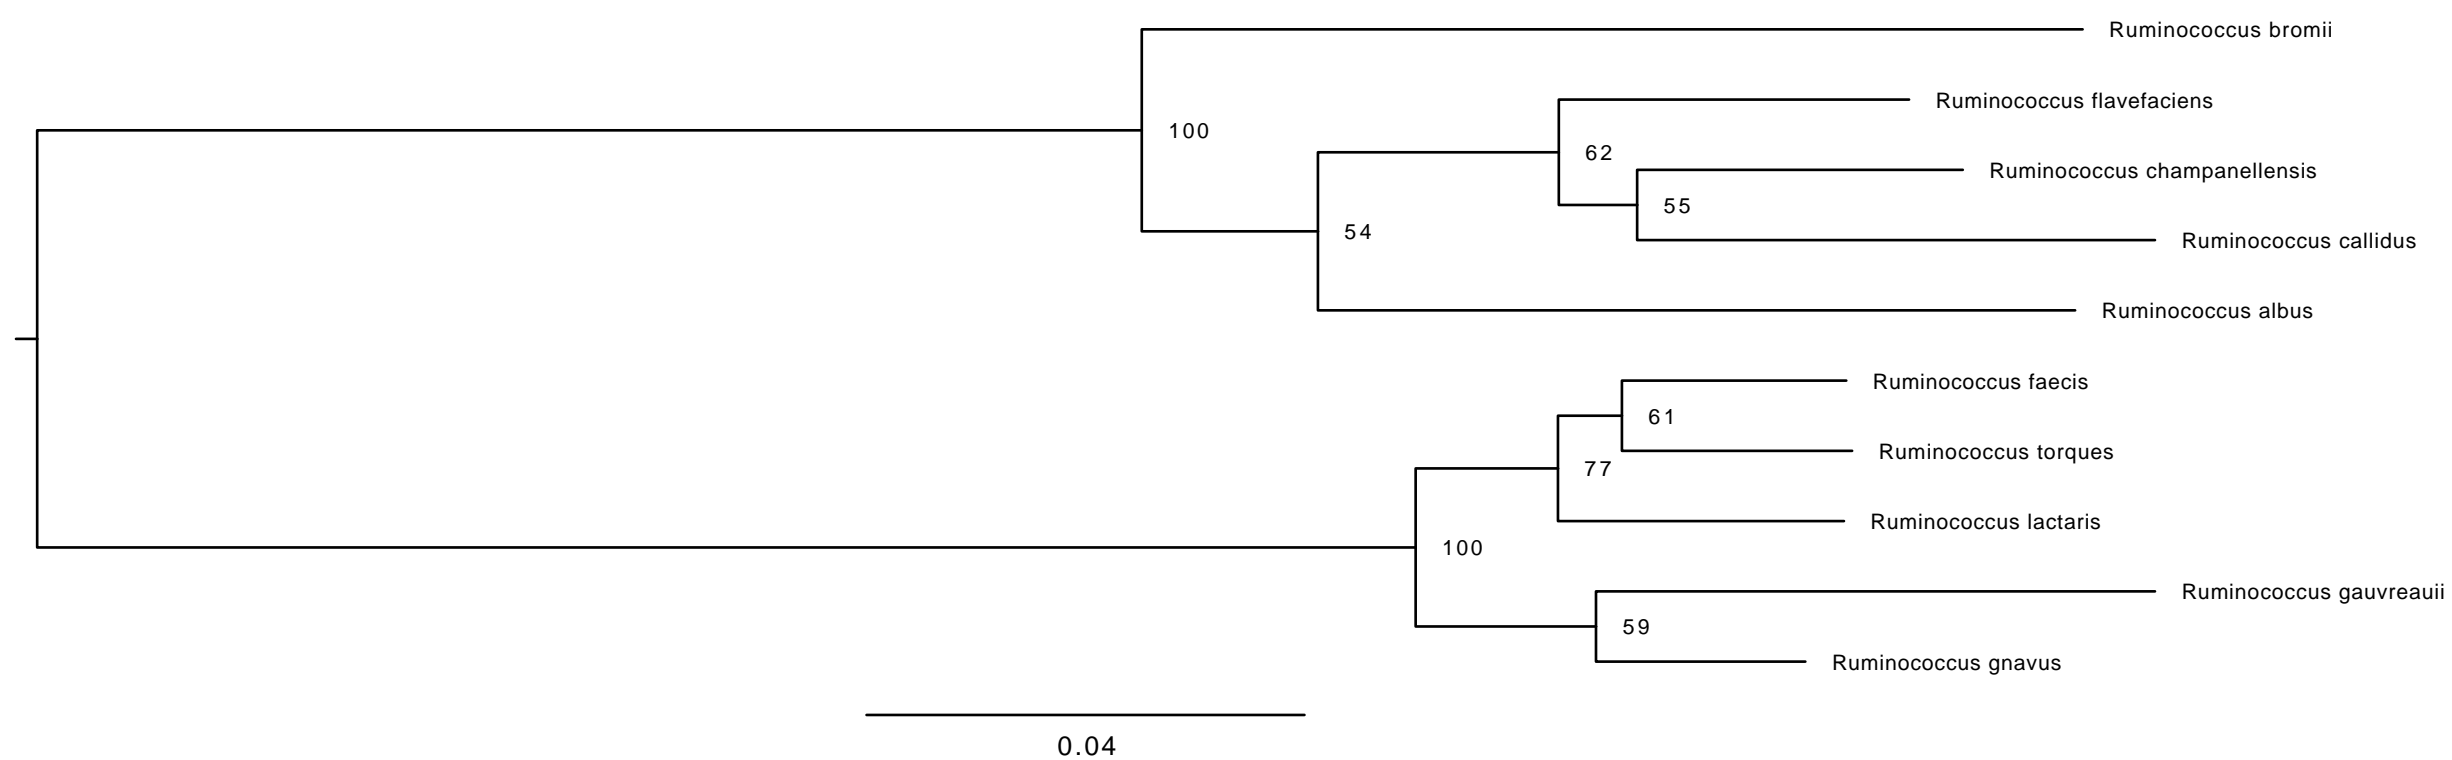 Ruminococcus bromii
Ruminococcus flavefaciens
100
62
Ruminococcus champanellensis
55
54
Ruminococcus callidus
Ruminococcus albus
Ruminococcus faecis
61
Ruminococcus torques
77
Ruminococcus lactaris
100
Ruminococcus gauvreauii
59
Ruminococcus gnavus
0.04